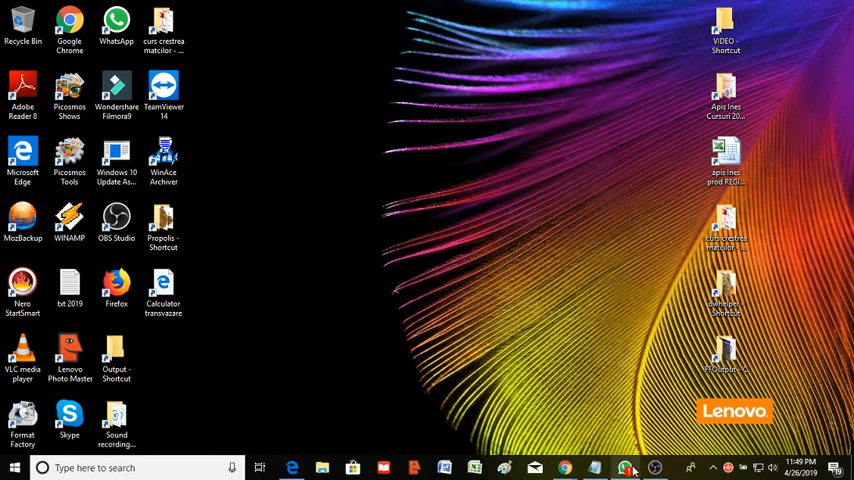 Recycle Bin
Google
Chrome
WhatsApp
curs crestrea
matcilor - ...
Adobe
Reader 8
Picosmos
Shows
Wondershare
Filmora9
TeamViewer
14
Microsoft
Edge
Picosmos
Tools
Windows 10
Update As...
WinAce
Archiver
MozBackup
WINAMP
OBS Studio
Propolis -
Shortcut
Nero
StartSmart
txt 2019
Firefox
Calculator
transvazare
VLC media
player
Lenovo
Photo Master
Output -
Shortcut
Format
Factory
Skype
Sound
recording...
VIDEO -
Shortcut
Apis Ines
Cursuri 20...
apis Ines
prod REGI...
curs crestrea
matcilor - ...
dwhelper -
Shortcut
FFOutput - C
Lenovo
Type here to search
11:49 PM
4/26/2019
19